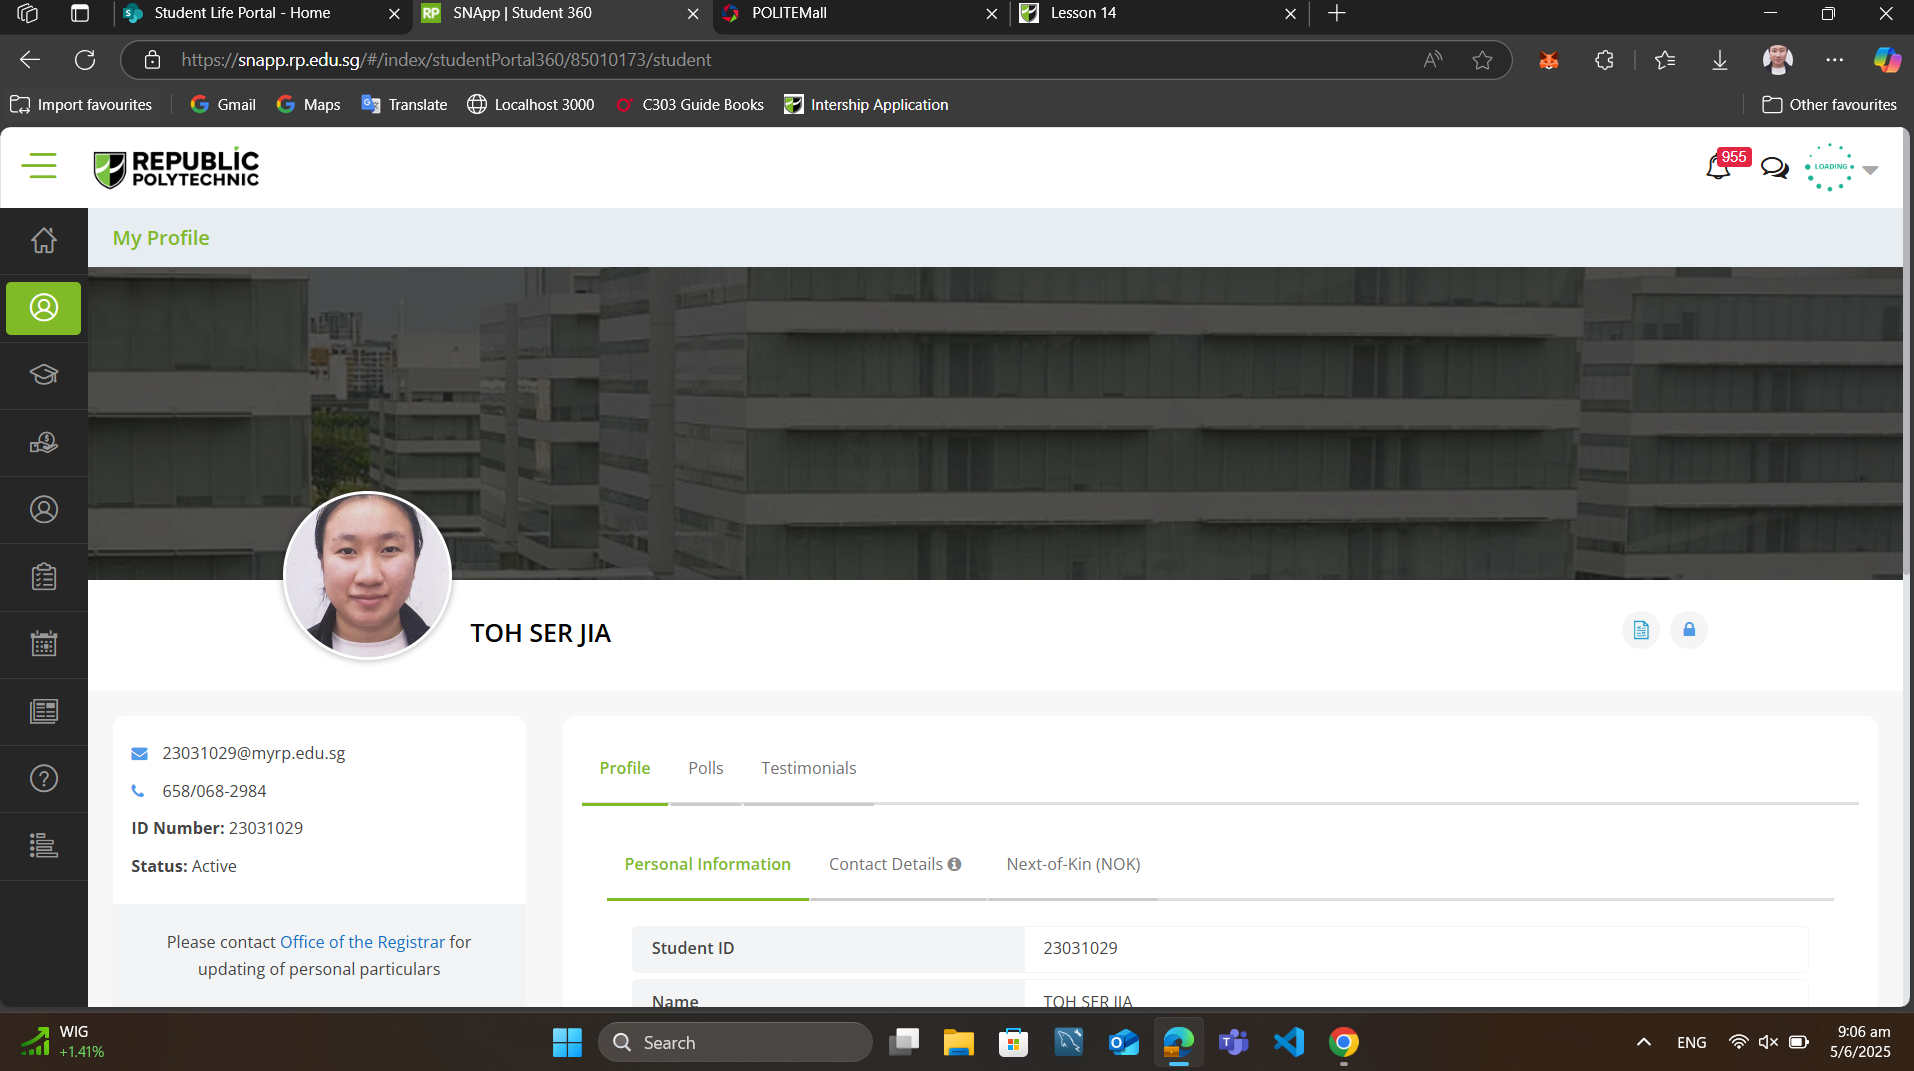 Student Life Portal - Home
SNApp | Student 360
POLITEMall
Lesson 14
https://snapp.rp.edu.sg/#/index/studentPortal360/85010173/student
Import favourites
Gmail
Maps
Translate
Localhost 3000
C303 Guide Books
Intership Application
Other favourites
REPUBLIC
POLYTECHNIC
955
LOADING
My Profile
TOH SER JIA
23031029@myrp.edu.sg
658/068-2984
ID Number: 23031029
Status: Active
Please contact Office of the Registrar for
updating of personal particulars
Profile
Polls
Testimonials
Personal Information
Contact Details
Next-of-Kin (NOK)
Student ID
23031029
Name
TOH SER JIA
WIG
+1.41%
Search
ENG
9:06 am
5/6/2025